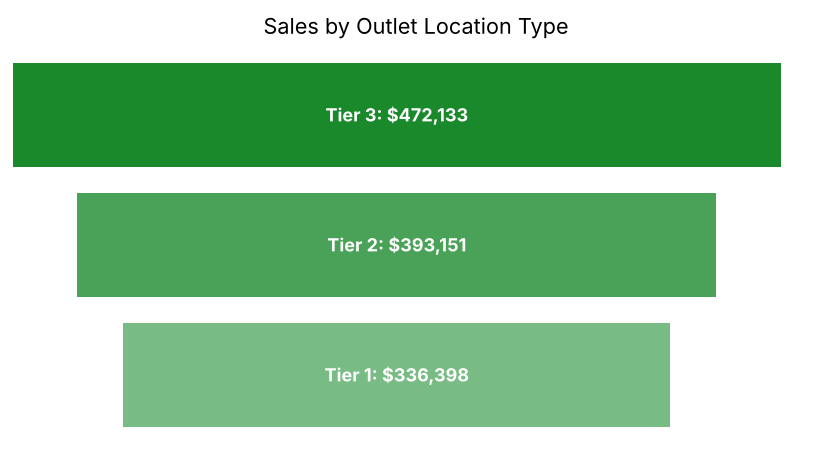 Sales by Outlet Location Type
Tier 3: $472,133
Tier 2: $393,151
Tier 1: $336,398